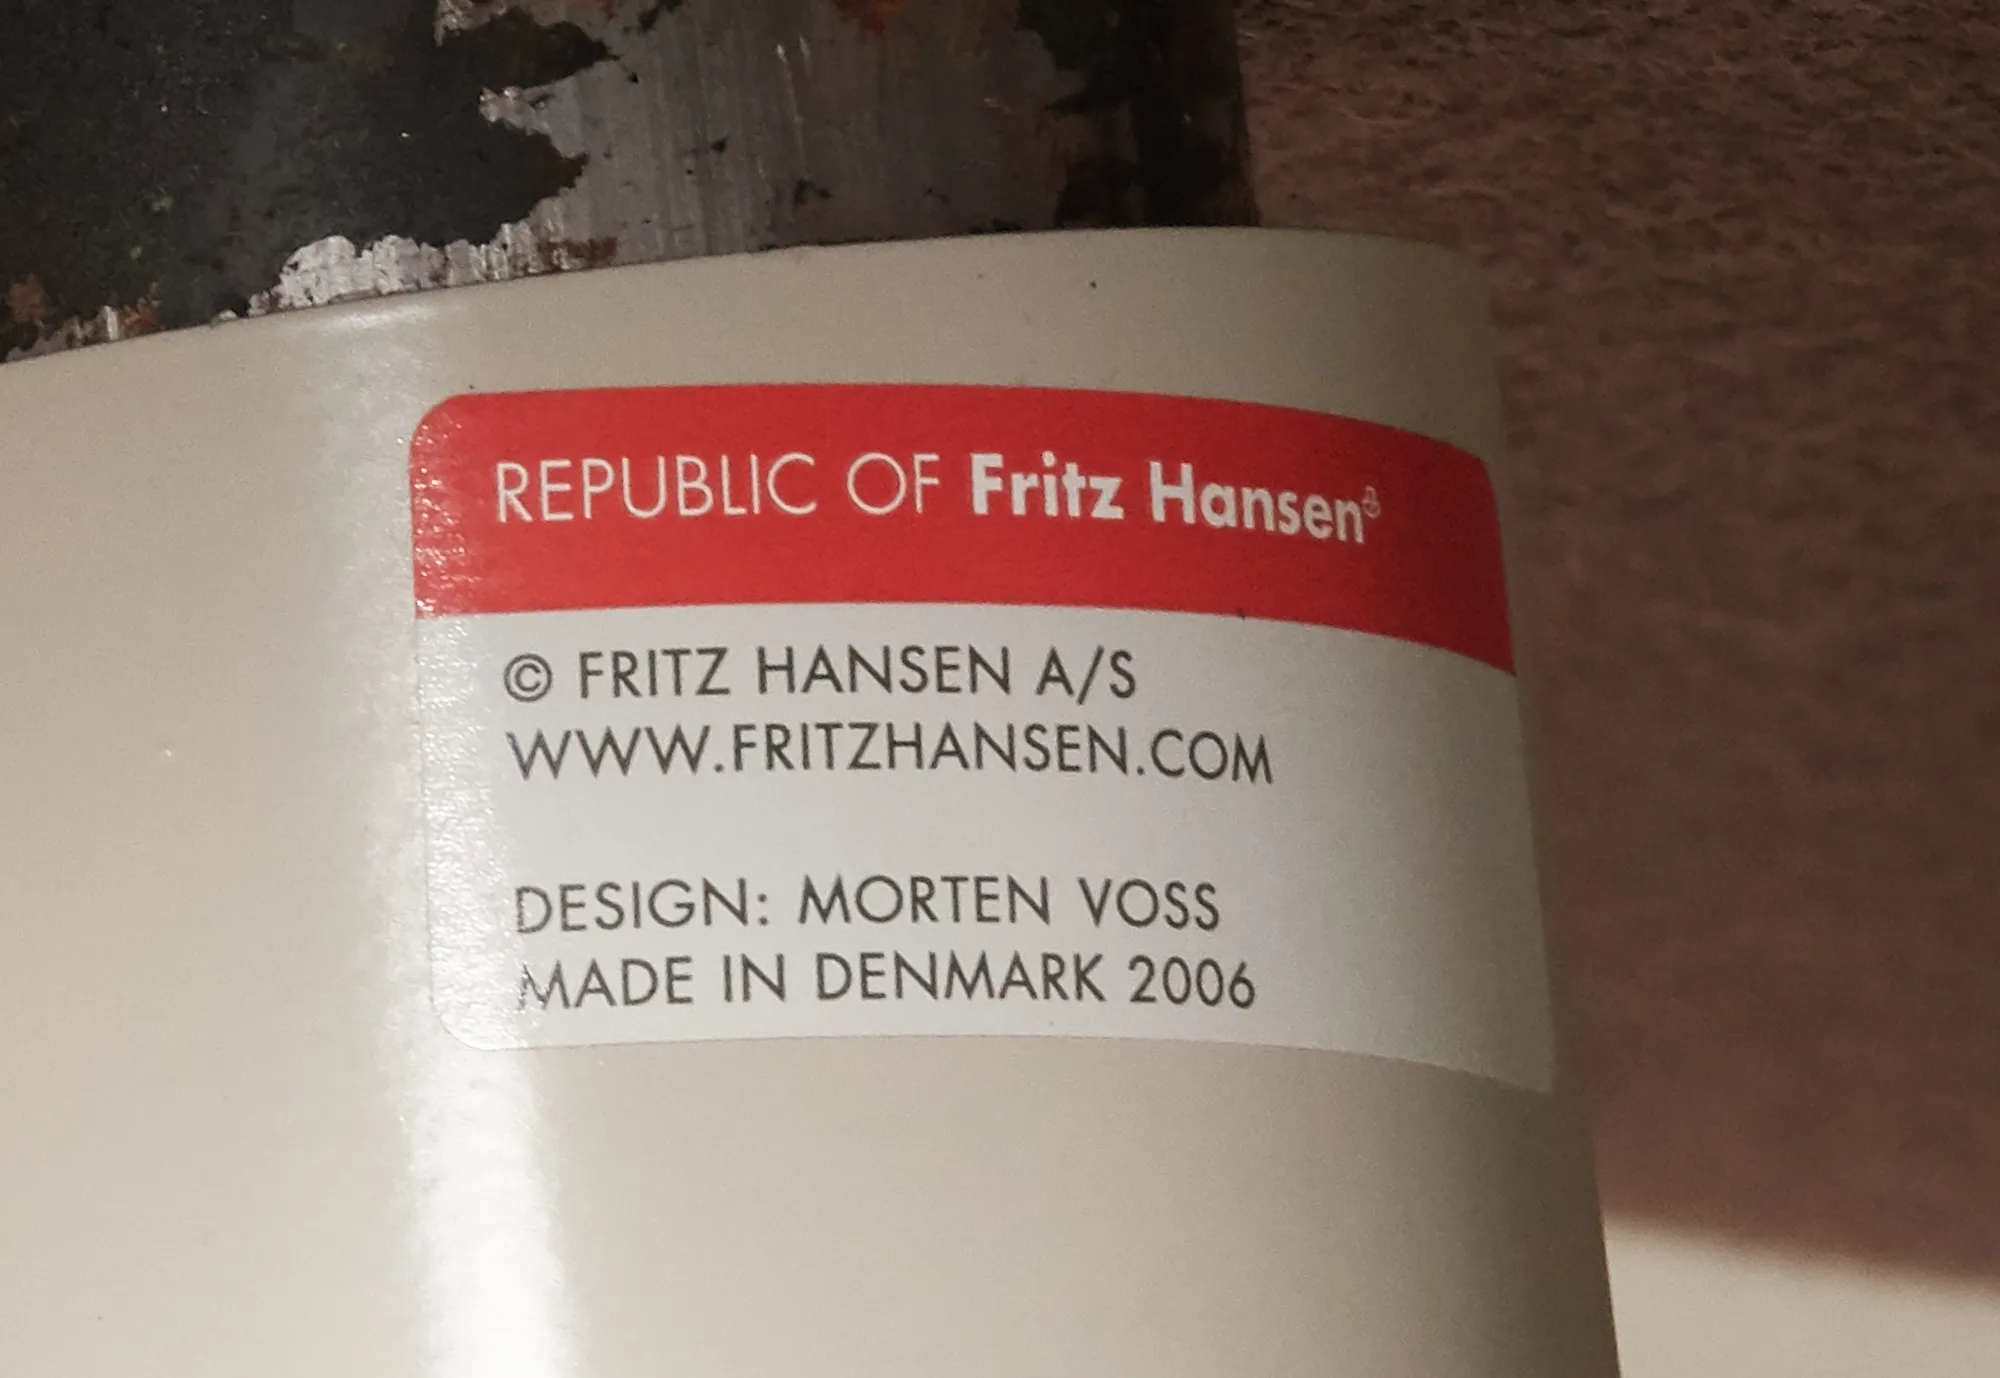 REPUBLIC OF Fritz Hansen®
© FRITZ HANSEN A/S
WWW.FRITZHANSEN.COM
DESIGN: MORTEN VOSS
MADE IN DENMARK 2006